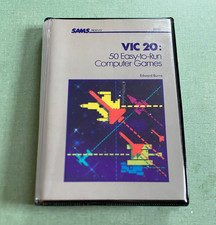 SAMS
VIC 20:
50 Easy-to-Run
Computer Games